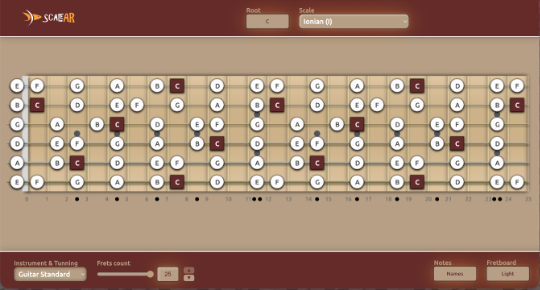 SCALEAR
Root Scale
C Ionian (I)
E F G A B C D E F G A B C D E F
B C D E F G A B C D E F G A B C
G A B C D E F G A B C D E F G
D E F G A B C D E F G A B C D
A B C D E F G A B C D E F G A
E F G A B C D E F G A B C D E F
0 1 2 3 4 5 6 7 8 9 10 11 12 13 14 15 16 17 18 19 20 21 22 23 24 25
Instrument & Tunning Frets count Notes Fretboard
Guitar Standard 25 Names Light